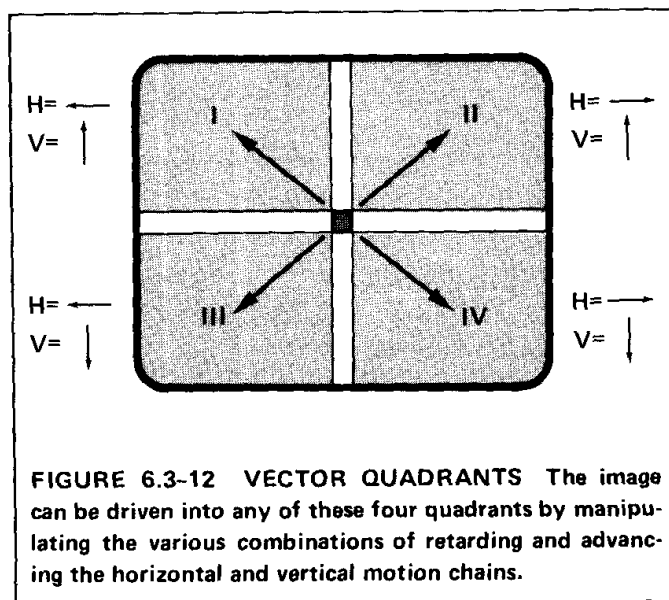 H= ← I II H= →
V= ↑ V= ↑
H= ← III IV H= →
V= ↓ V= ↓
FIGURE 6.3-12 VECTOR QUADRANTS The image
can be driven into any of these four quadrants by manipu-
lating the various combinations of retarding and advanc-
ing the horizontal and vertical motion chains.